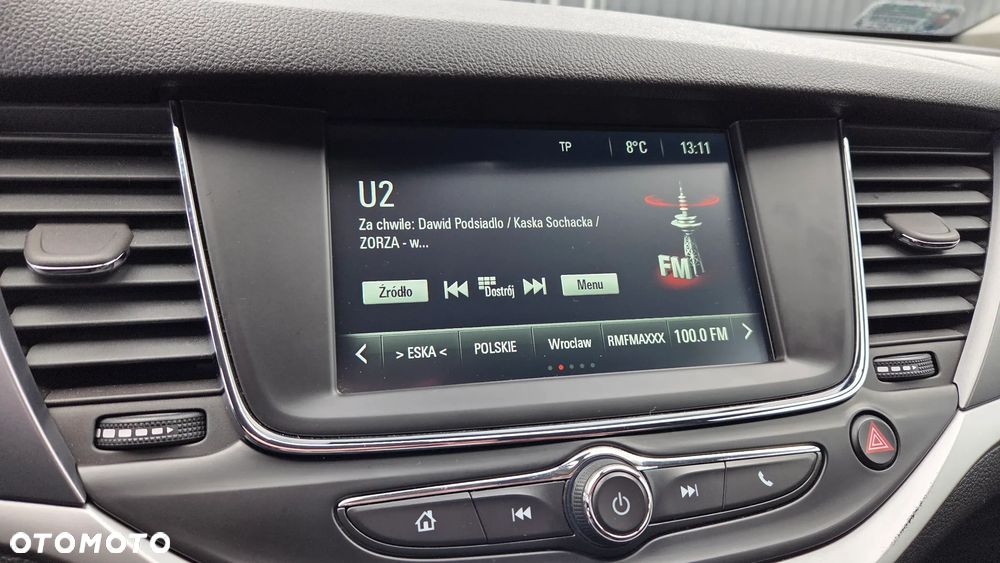 TP 8°C 13:11
U2
Za chwile: Dawid Podsiadlo / Kaska Sochacka /
ZORZA - w...
FM
Źródło Dostrój Menu
> ESKA < POLSKIE Wroclaw RMFMAXXX 100.0 FM
OTOMOTO